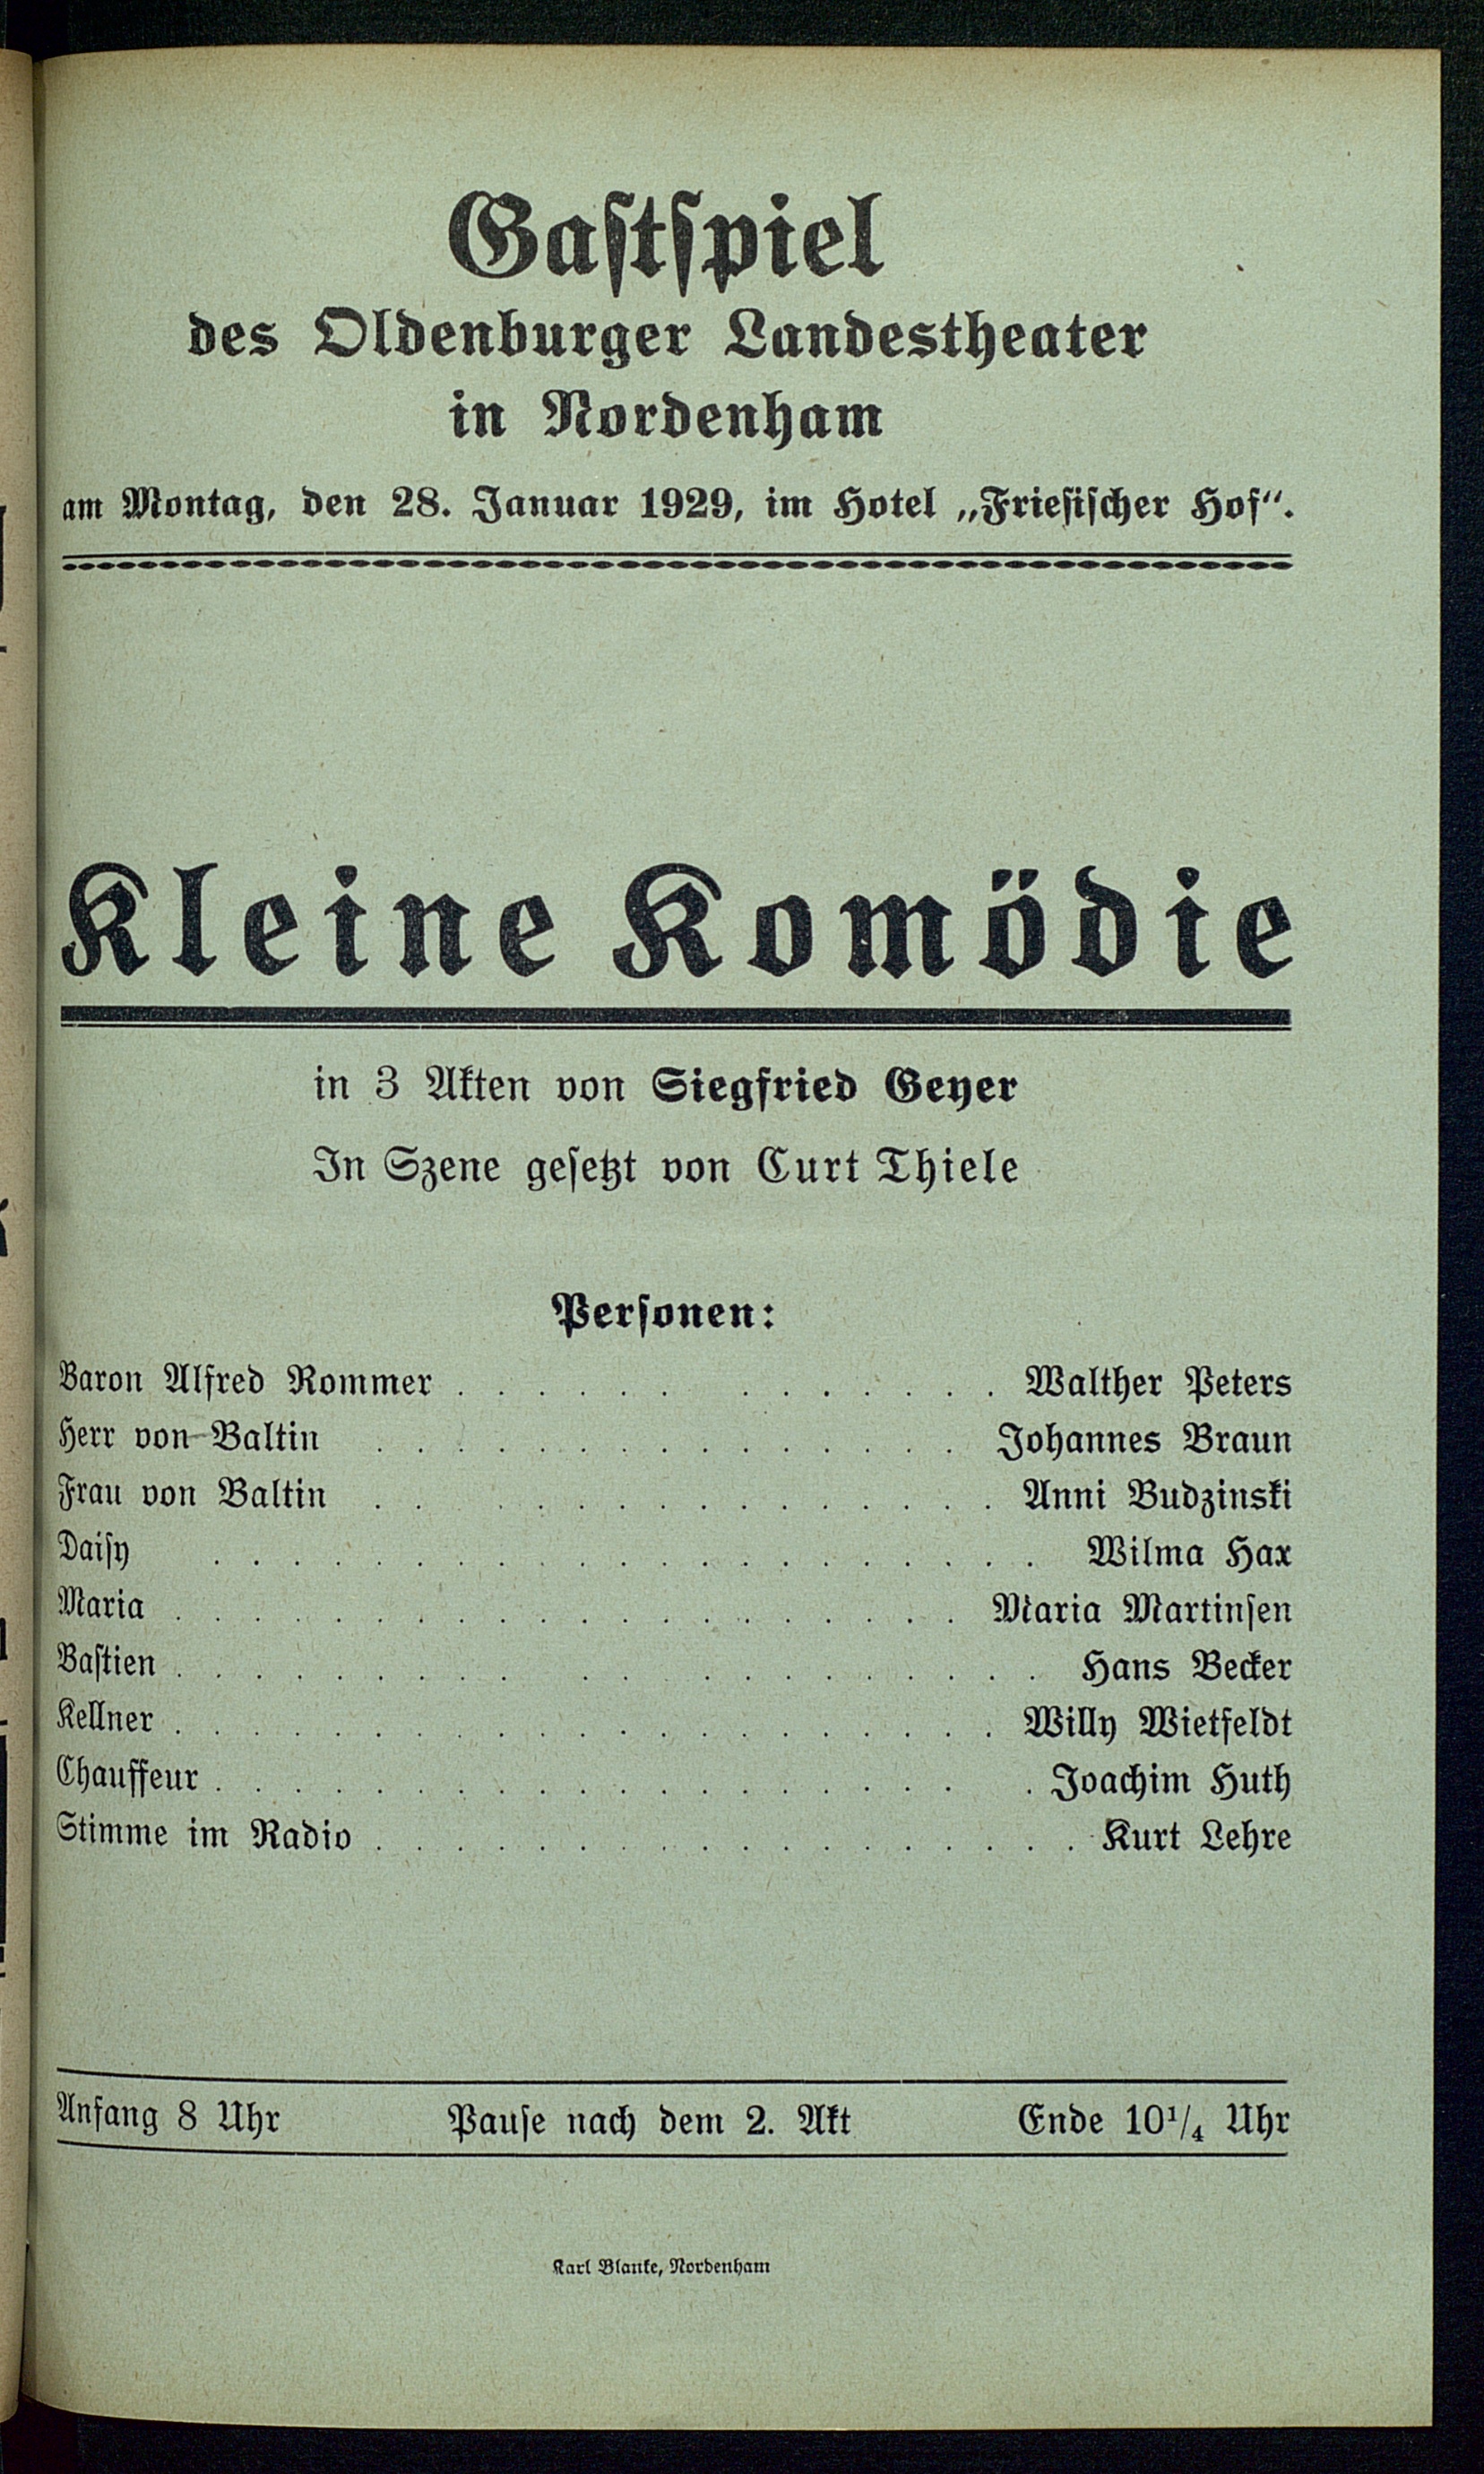 Gastspiel
des Oldenburger Landestheater
in Nordenham
am Montag, den 28. Januar 1929, im Hotel „Friesischer Hof“.
Kleine Komödie
in 3 Akten von Siegfried Geyer
In Szene gesetzt von Curt Thiele
Personen:
Baron Alfred Rommer . . . . . . . . . . . . . Walther Peters
Herr von Baltin . . . . . . . . . . . . . . . Johannes Braun
Frau von Baltin . . . . . . . . . . . . . . Anni Budzinski
Daisy . . . . . . . . . . . . . . . . . . . . Wilma Hax
Maria . . . . . . . . . . . . . . . . . . . Maria Martinsen
Bastien . . . . . . . . . . . . . . . . . . . . Hans Becker
Kellner . . . . . . . . . . . . . . . . . . . . Willy Wietfeldt
Chauffeur . . . . . . . . . . . . . . . . . . . . Joachim Huth
Stimme im Radio . . . . . . . . . . . . . . . . . . Kurt Lehre
Anfang 8 Uhr Pause nach dem 2. Akt Ende 10¹/₄ Uhr
Karl Blanke, Nordenham